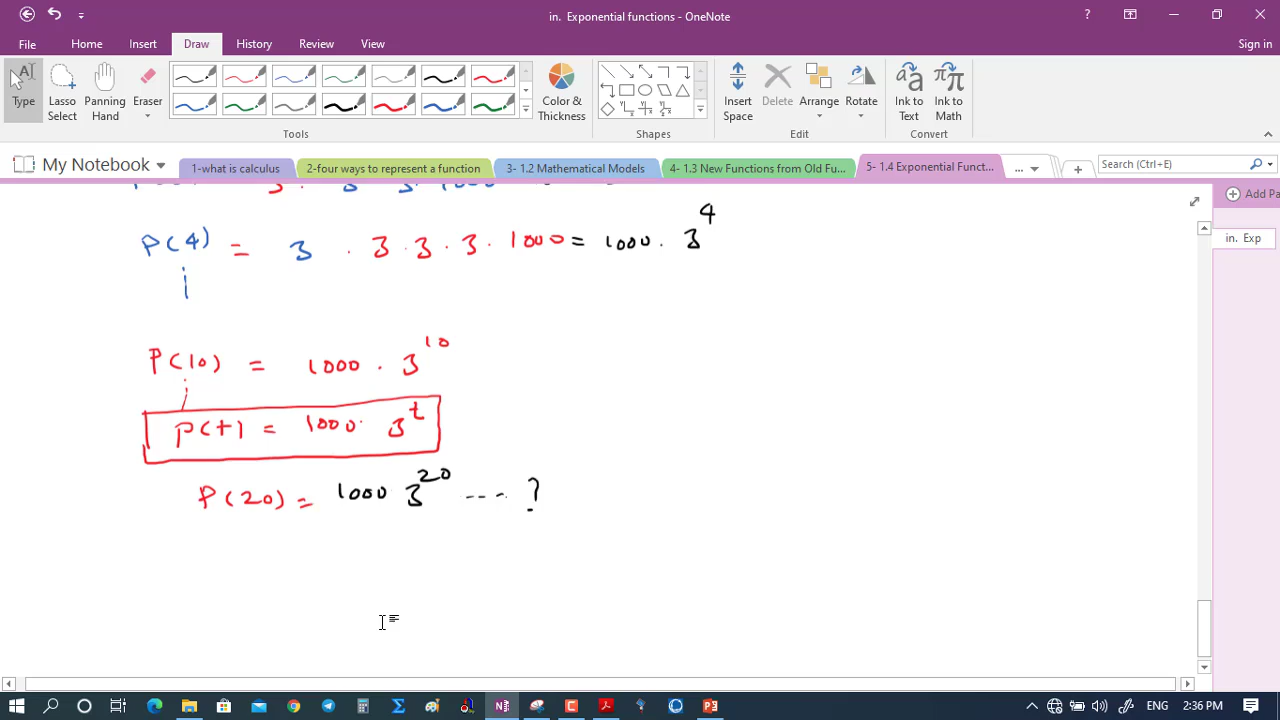 in. Exponential functions - OneNote
File Home Insert Draw History Review View Sign in
Type Lasso Select Panning Hand Eraser Color & Thickness Insert Space Delete Arrange Rotate Ink to Text Ink to Math
Tools Shapes Edit Convert
My Notebook 1-what is calculus 2-four ways to represent a function 3- 1.2 Mathematical Models 4- 1.3 New Functions from Old Fu... 5- 1.4 Exponential Funct... ... Search (Ctrl+E)
Add Pa
in. Exp
P(4) = 3 · 3 · 3 · 3 · 1000 = 1000 · 3^4
P(10) = 1000 · 3^10
P(t) = 1000 · 3^t
P(20) = 1000 3^20 ---- ?
2:36 PM